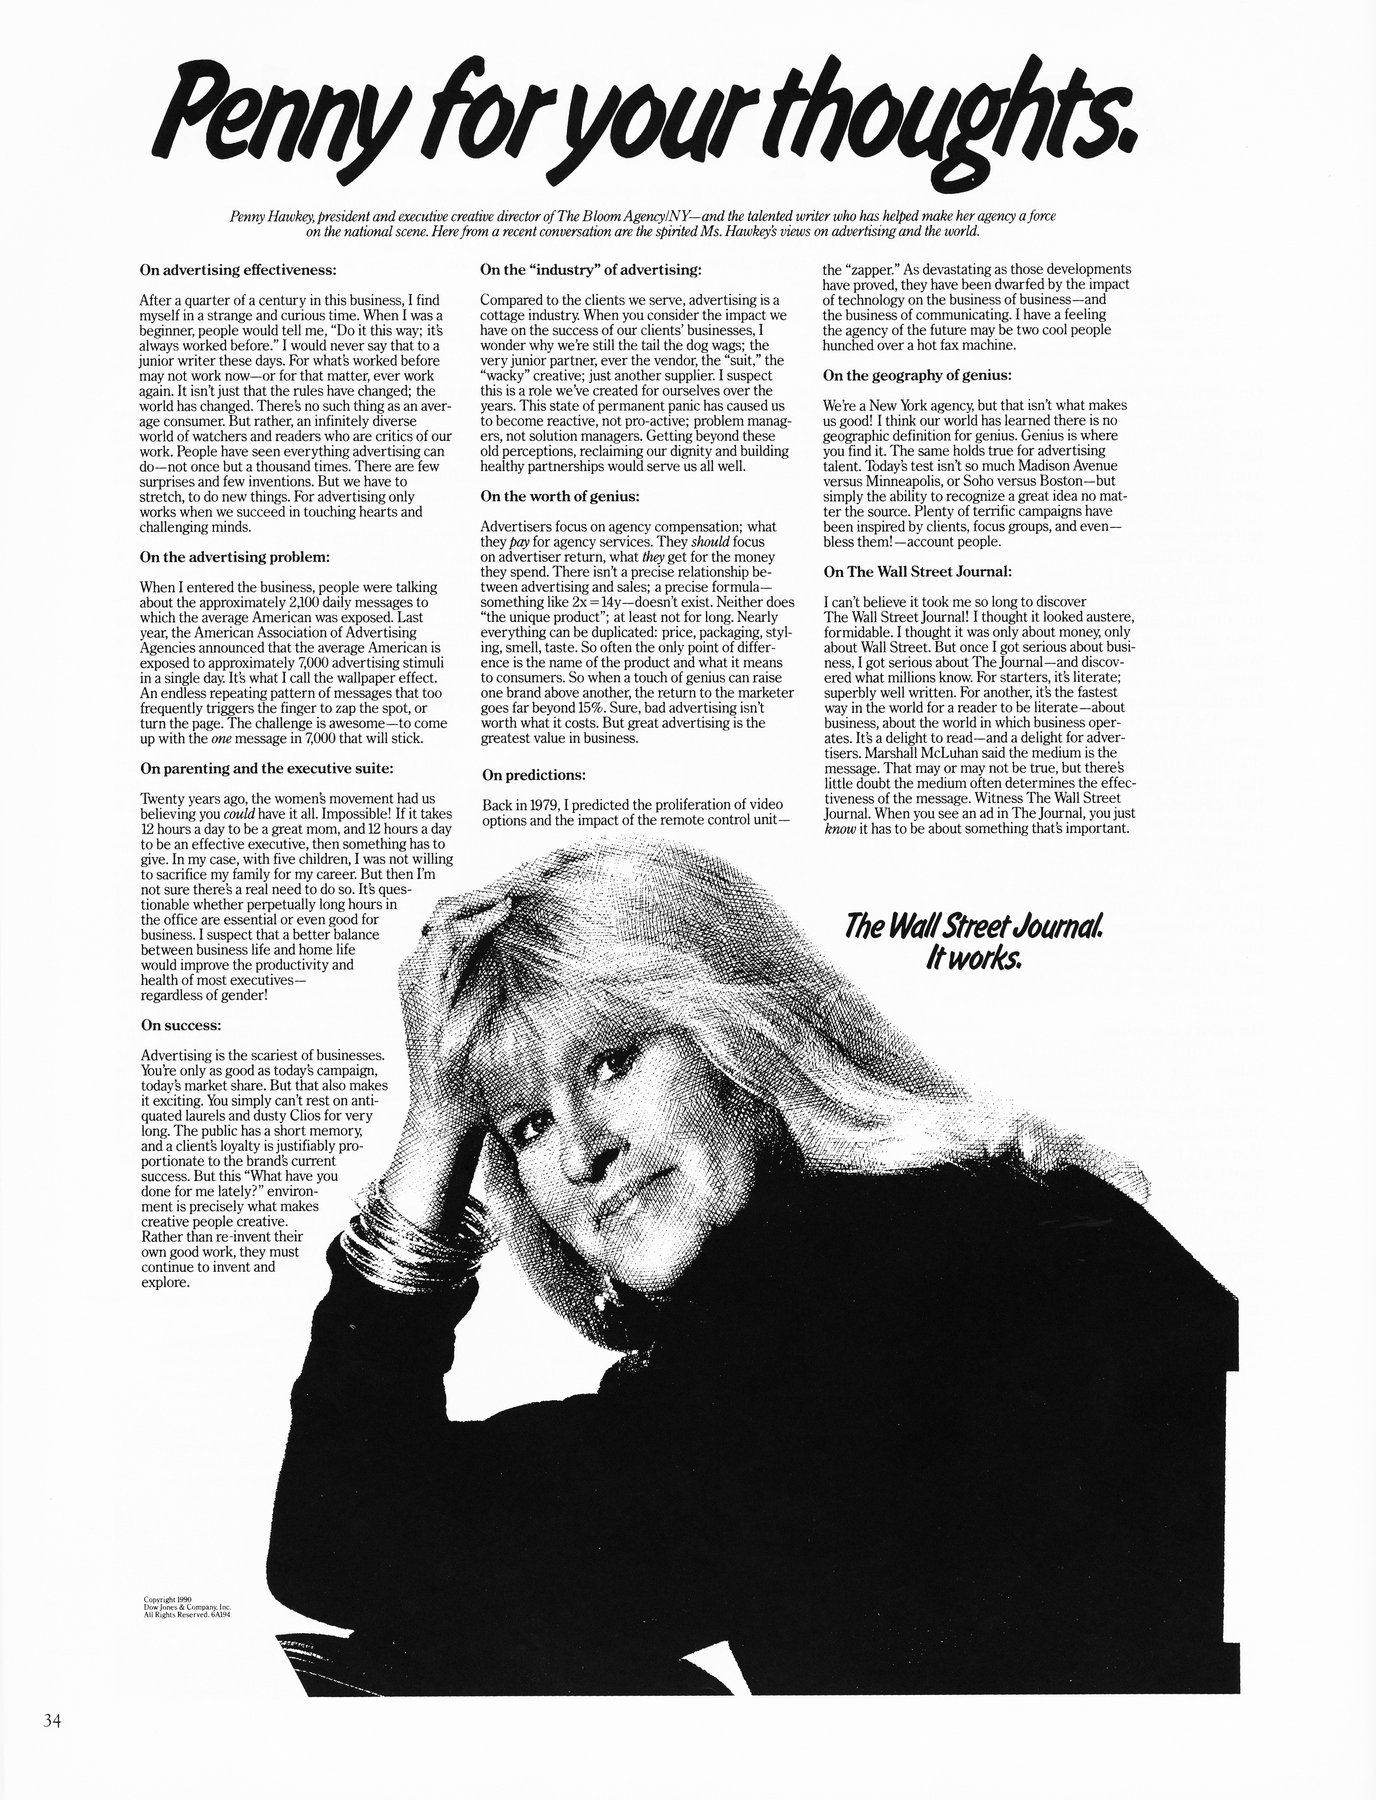 Penny for your thoughts.
Penny Hawkey, president and executive creative director of The Bloom Agency/NY—and the talented writer who has helped make her agency a force
on the national scene. Here from a recent conversation are the spirited Ms. Hawkey's views on advertising and the world.
On advertising effectiveness:
After a quarter of a century in this business, I find
myself in a strange and curious time. When I was a
beginner, people would tell me, “Do it this way; it's
always worked before.” I would never say that to a
junior writer these days. For what's worked before
may not work now—or for that matter, ever work
again. It isn't just that the rules have changed; the
world has changed. There's no such thing as an aver-
age consumer. But rather, an infinitely diverse
world of watchers and readers who are critics of our
work. People have seen everything advertising can
do—not once but a thousand times. There are few
surprises and few inventions. But we have to
stretch, to do new things. For advertising only
works when we succeed in touching hearts and
challenging minds.
On the advertising problem:
When I entered the business, people were talking
about the approximately 2,100 daily messages to
which the average American was exposed. Last
year, the American Association of Advertising
Agencies announced that the average American is
exposed to approximately 7,000 advertising stimuli
in a single day. It's what I call the wallpaper effect.
An endless repeating pattern of messages that too
frequently triggers the finger to zap the spot, or
turn the page. The challenge is awesome—to come
up with the one message in 7,000 that will stick.
On parenting and the executive suite:
Twenty years ago, the women's movement had us
believing you could have it all. Impossible! If it takes
12 hours a day to be a great mom, and 12 hours a day
to be an effective executive, then something has to
give. In my case, with five children, I was not willing
to sacrifice my family for my career. But then I'm
not sure there's a real need to do so. It's ques-
tionable whether perpetually long hours in
the office are essential or even good for
business. I suspect that a better balance
between business life and home life
would improve the productivity and
health of most executives—
regardless of gender!
On success:
Advertising is the scariest of businesses.
You're only as good as today's campaign,
today's market share. But that also makes
it exciting. You simply can't rest on anti-
quated laurels and dusty Clios for very
long. The public has a short memory,
and a client's loyalty is justifiably pro-
portionate to the brand's current
success. But this “What have you
done for me lately?” environ-
ment is precisely what makes
creative people creative.
Rather than re-invent their
own good work, they must
continue to invent and
explore.
On the “industry” of advertising:
Compared to the clients we serve, advertising is a
cottage industry. When you consider the impact we
have on the success of our clients' businesses, I
wonder why we're still the tail the dog wags; the
very junior partner, ever the vendor, the “suit,” the
“wacky” creative; just another supplier. I suspect
this is a role we've created for ourselves over the
years. This state of permanent panic has caused us
to become reactive, not pro-active; problem manag-
ers, not solution managers. Getting beyond these
old perceptions, reclaiming our dignity and building
healthy partnerships would serve us all well.
On the worth of genius:
Advertisers focus on agency compensation; what
they pay for agency services. They should focus
on advertiser return, what they get for the money
they spend. There isn't a precise relationship be-
tween advertising and sales; a precise formula—
something like 2x = 14y—doesn't exist. Neither does
“the unique product”; at least not for long. Nearly
everything can be duplicated: price, packaging, styl-
ing, smell, taste. So often the only point of differ-
ence is the name of the product and what it means
to consumers. So when a touch of genius can raise
one brand above another, the return to the marketer
goes far beyond 15%. Sure, bad advertising isn't
worth what it costs. But great advertising is the
greatest value in business.
On predictions:
Back in 1979, I predicted the proliferation of video
options and the impact of the remote control unit—
the “zapper.” As devastating as those developments
have proved, they have been dwarfed by the impact
of technology on the business of business—and
the business of communicating. I have a feeling
the agency of the future may be two cool people
hunched over a hot fax machine.
On the geography of genius:
We're a New York agency, but that isn't what makes
us good! I think our world has learned there is no
geographic definition for genius. Genius is where
you find it. The same holds true for advertising
talent. Today's test isn't so much Madison Avenue
versus Minneapolis, or Soho versus Boston—but
simply the ability to recognize a great idea no mat-
ter the source. Plenty of terrific campaigns have
been inspired by clients, focus groups, and even—
bless them!—account people.
On The Wall Street Journal:
I can't believe it took me so long to discover
The Wall Street Journal! I thought it looked austere,
formidable. I thought it was only about money, only
about Wall Street. But once I got serious about busi-
ness, I got serious about The Journal—and discov-
ered what millions know. For starters, it's literate;
superbly well written. For another, it's the fastest
way in the world for a reader to be literate—about
business, about the world in which business oper-
ates. It's a delight to read—and a delight for adver-
tisers. Marshall McLuhan said the medium is the
message. That may or may not be true, but there's
little doubt the medium often determines the effec-
tiveness of the message. Witness The Wall Street
Journal. When you see an ad in The Journal, you just
know it has to be about something that's important.
The Wall Street Journal.
It works.
Copyright 1990
Dow Jones & Company, Inc.
All Rights Reserved. 6A194
34